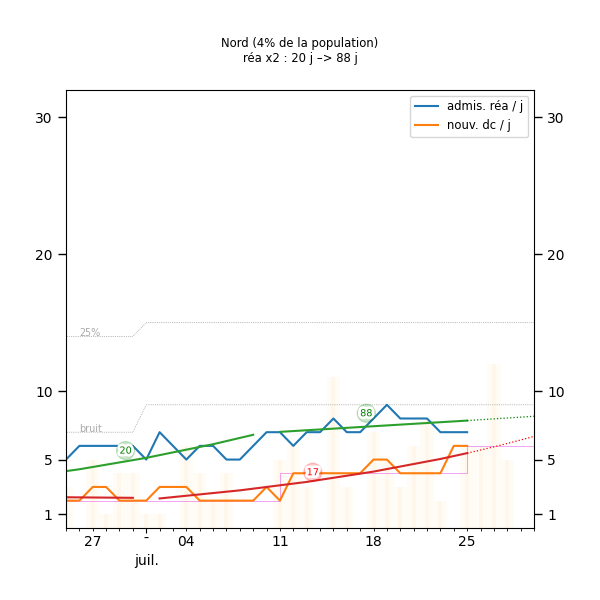 Nord (4% de la population)
réa x2 : 20 j –> 88 j
admis. réa / j
nouv. dc / j
30 30
20 20
25%
10 10
88
bruit
20
5 5
17
1 1
27 - 04 11 18 25
juil.